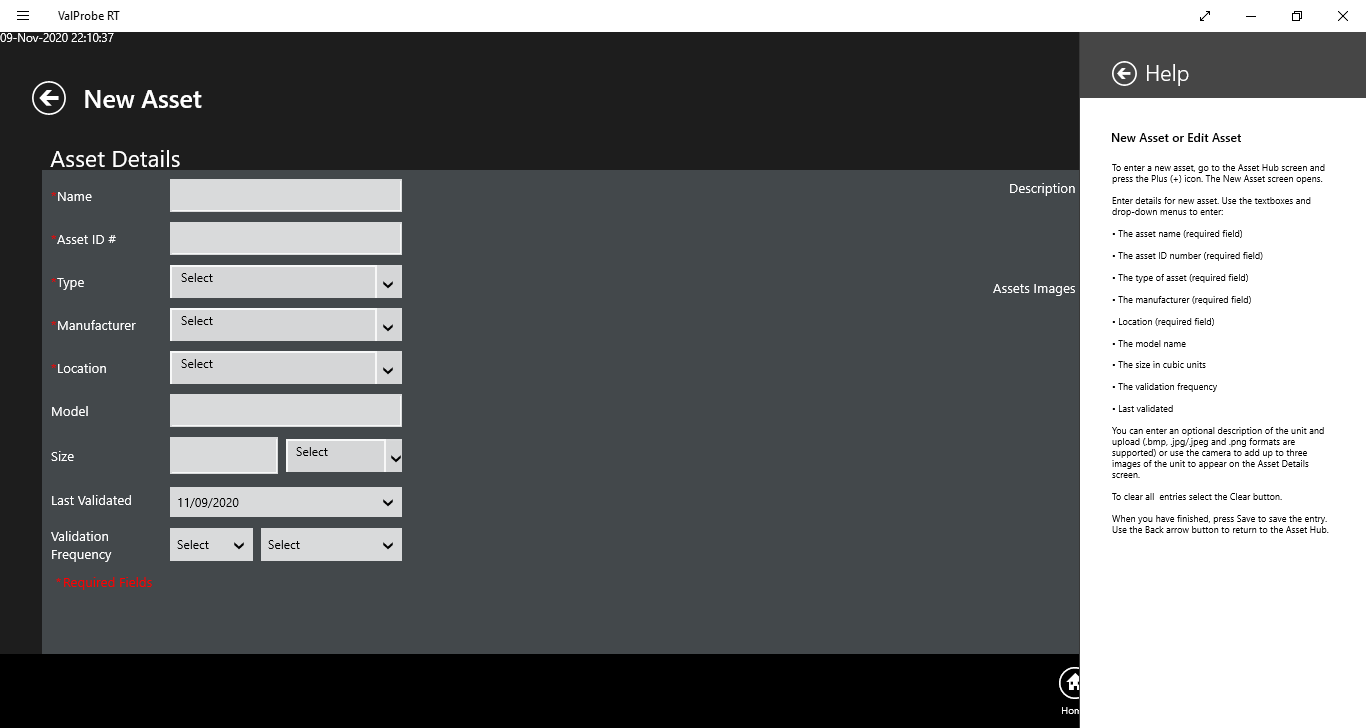 ValProbe RT
09-Nov-2020 22:10:37
New Asset
Asset Details
*Name
*Asset ID #
*Type
Select
*Manufacturer
Select
*Location
Select
Model
Size
Select
Last Validated
11/09/2020
Validation
Frequency
Select
Select
*Required Fields
Description
Assets Images
Hom
Help
New Asset or Edit Asset
To enter a new asset, go to the Asset Hub screen and
press the Plus (+) icon. The New Asset screen opens.
Enter details for new asset. Use the textboxes and
drop-down menus to enter:
• The asset name (required field)
• The asset ID number (required field)
• The type of asset (required field)
• The manufacturer (required field)
• Location (required field)
• The model name
• The size in cubic units
• The validation frequency
• Last validated
You can enter an optional description of the unit and
upload (.bmp, .jpg/.jpeg and .png formats are
supported) or use the camera to add up to three
images of the unit to appear on the Asset Details
screen.
To clear all  entries select the Clear button.
When you have finished, press Save to save the entry.
Use the Back arrow button to return to the Asset Hub.